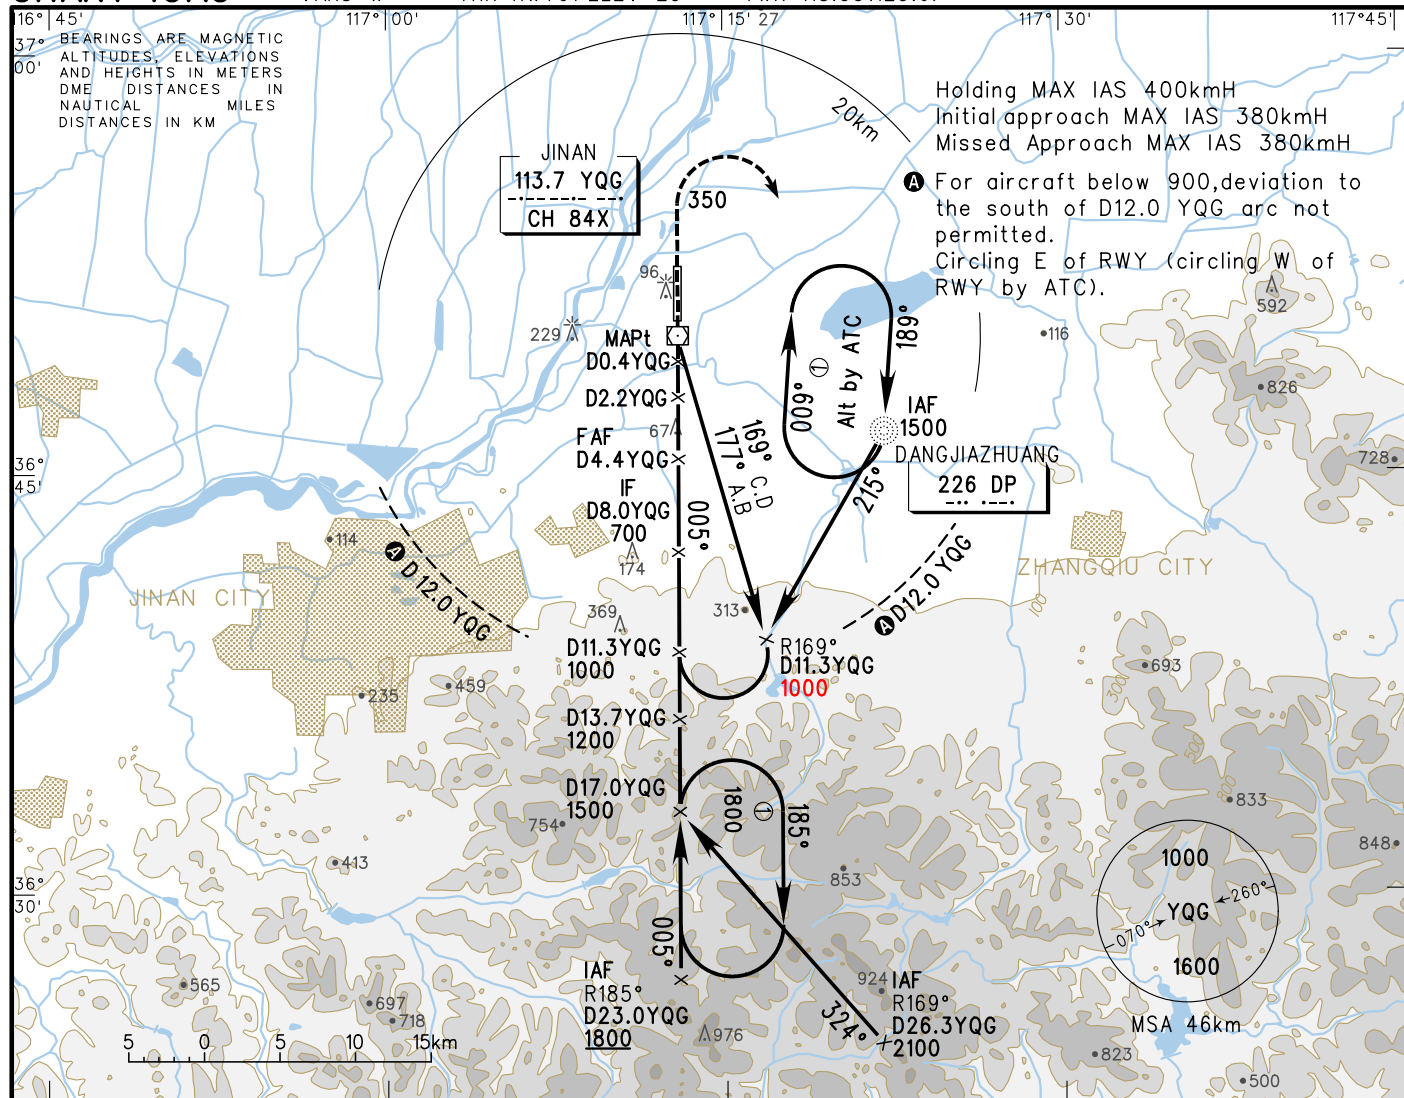 116°45'
117°00'
117°15'27
117°30'
117°45'
37°
00'
BEARINGS ARE MAGNETIC
ALTITUDES, ELEVATIONS
AND HEIGHTS IN METERS
DME DISTANCES IN
NAUTICAL MILES
DISTANCES IN KM
20km
Holding MAX IAS 400kmH
Initial approach MAX IAS 380kmH
Missed Approach MAX IAS 380kmH
A For aircraft below 900,deviation to
the south of D12.0 YQG arc not
permitted.
Circling E of RWY (circling W of
RWY by ATC).
JINAN
113.7 YQG
CH 84X
350
96
229
MAPt
D0.4YQG
D2.2YQG
67
FAF
D4.4YQG
IF
D8.0YQG
700
174
005°
169° C.D
177° A.B
009°
① Alt by ATC
189°
IAF
1500
DANGJIAZHUANG
226 DP
215°
592
116
826
728
36°
45'
114
A D12.0YQG
JINAN CITY
369
313
A D12.0 YQG
ZHANGQIU CITY
100
D11.3YQG
1000
R169°
D11.3YQG
1000
693
300
235
459
D13.7YQG
1200
500
D17.0YQG
1500
1800
①
185°
754
413
853
833
848
36°
30'
1000
YQG
260°
070°
1600
MSA 46km
005°
IAF
R185°
D23.0YQG
1800
924
IAF
R169°
D26.3YQG
2100
324°
565
697
718
976
823
500
5 0 5 10 15km